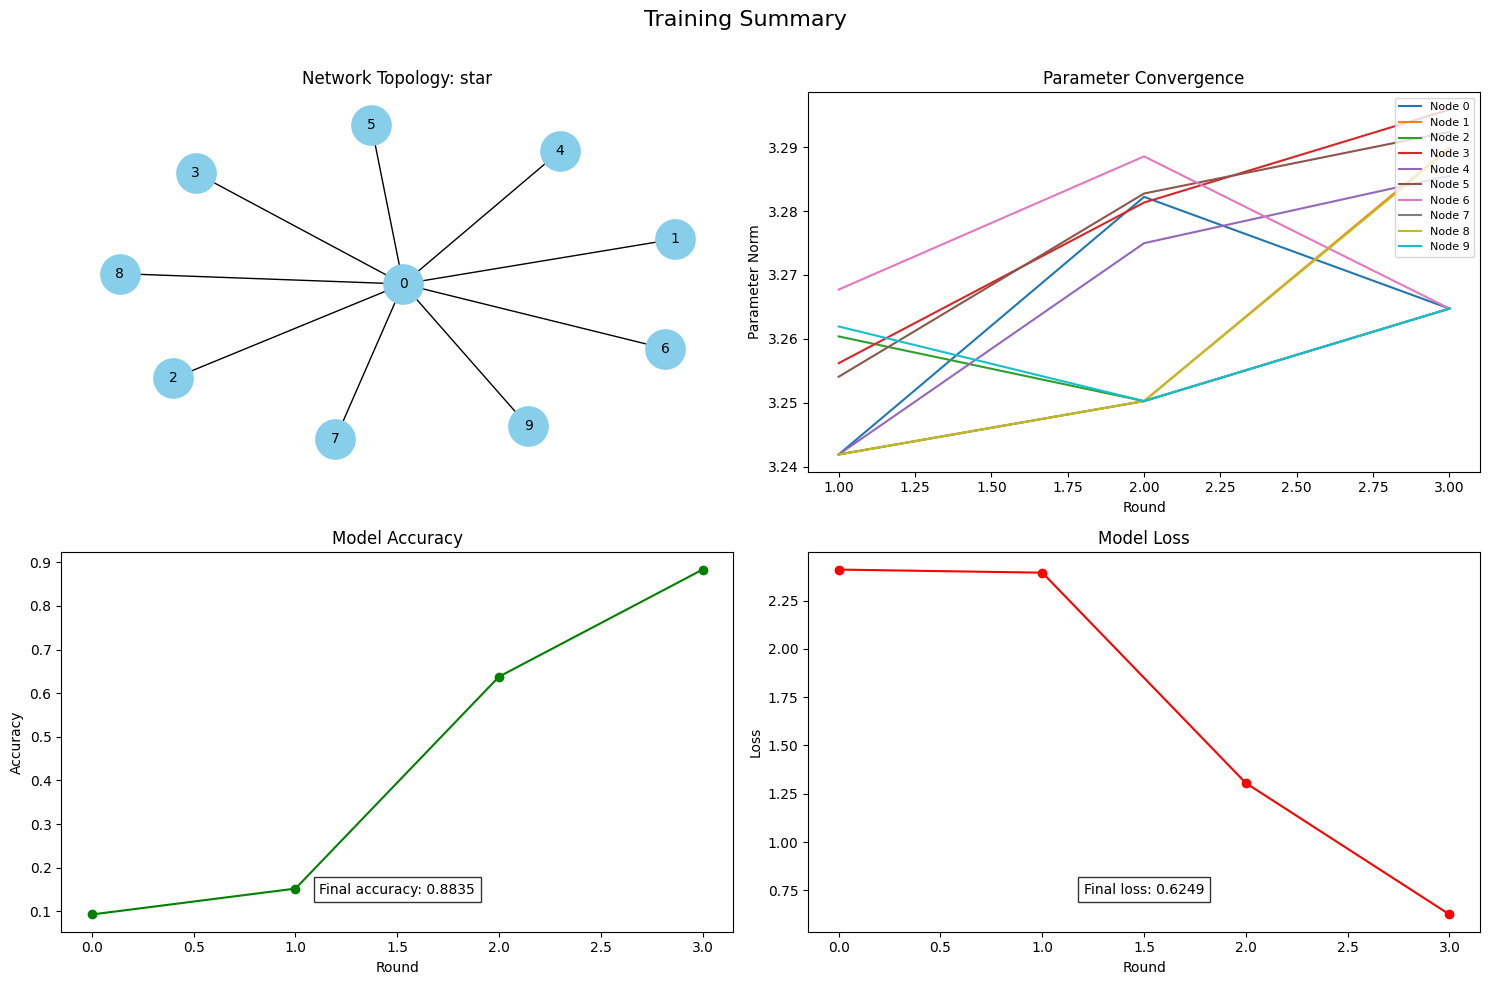 Training Summary
Network Topology: star
5
4
3
1
8
0
6
2
9
7
Parameter Convergence
Parameter Norm
3.29
3.28
3.27
3.26
3.25
3.24
Node 0
Node 1
Node 2
Node 3
Node 4
Node 5
Node 6
Node 7
Node 8
Node 9
1.00 1.25 1.50 1.75 2.00 2.25 2.50 2.75 3.00
Round
Model Accuracy
Accuracy
0.9
0.8
0.7
0.6
0.5
0.4
0.3
0.2
0.1
Final accuracy: 0.8835
0.0 0.5 1.0 1.5 2.0 2.5 3.0
Round
Model Loss
Loss
2.25
2.00
1.75
1.50
1.25
1.00
0.75
Final loss: 0.6249
0.0 0.5 1.0 1.5 2.0 2.5 3.0
Round